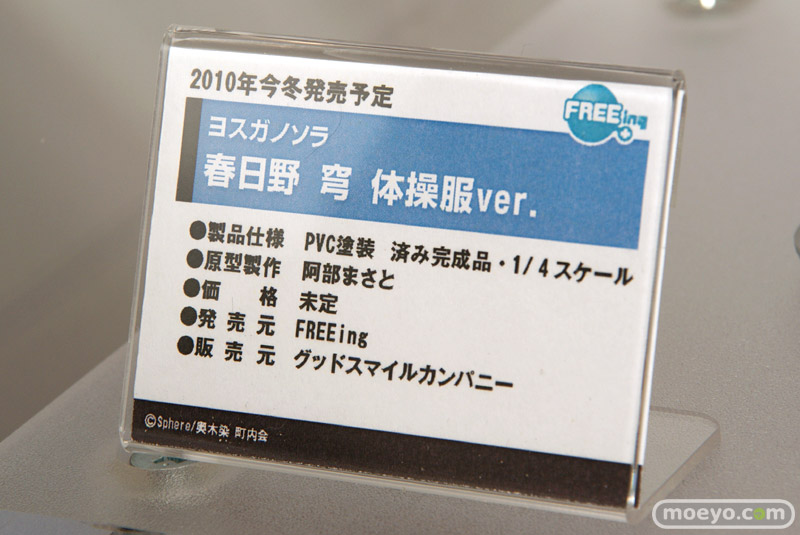 2010年今冬発売予定
FREEing
ヨスガノソラ
春日野 穹 体操服ver.
●製品仕様 PVC塗装 済み完成品・1/4スケール
●原型製作 阿部まさと
●価 格 未定
●発 売 元 FREEing
●販 売 元 グッドスマイルカンパニー
©Sphere/奥木染 町内会
moeyo.com